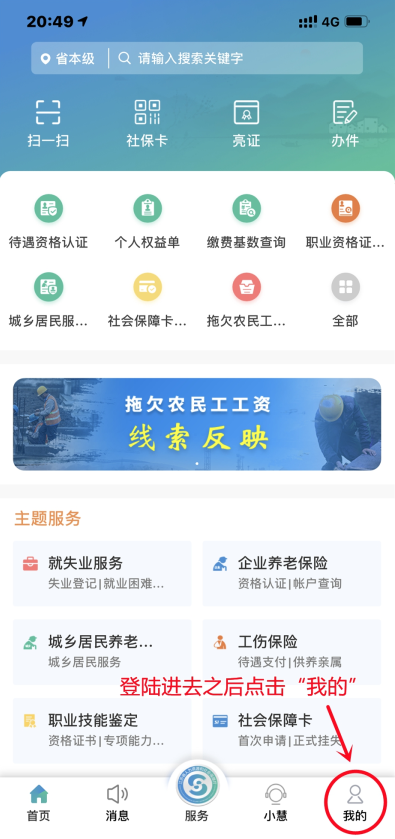 20:49 4G
省本级 请输入搜索关键字
扫一扫 社保卡 亮证 办件
待遇资格认证 个人权益单 缴费基数查询 职业资格证...
城乡居民服... 社会保障卡... 拖欠农民工... 全部
拖欠农民工工资
线索反映
主题服务
就失业服务 企业养老保险
失业登记|就业困难... 资格认证|帐户查询
城乡居民养老... 工伤保险
城乡居民服务 待遇支付|供养亲属
登陆进去之后点击“我的”
职业技能鉴定 社会保障卡
资格证书|专项能力... 首次申请|正式挂失
首页 消息 服务 小慧 我的